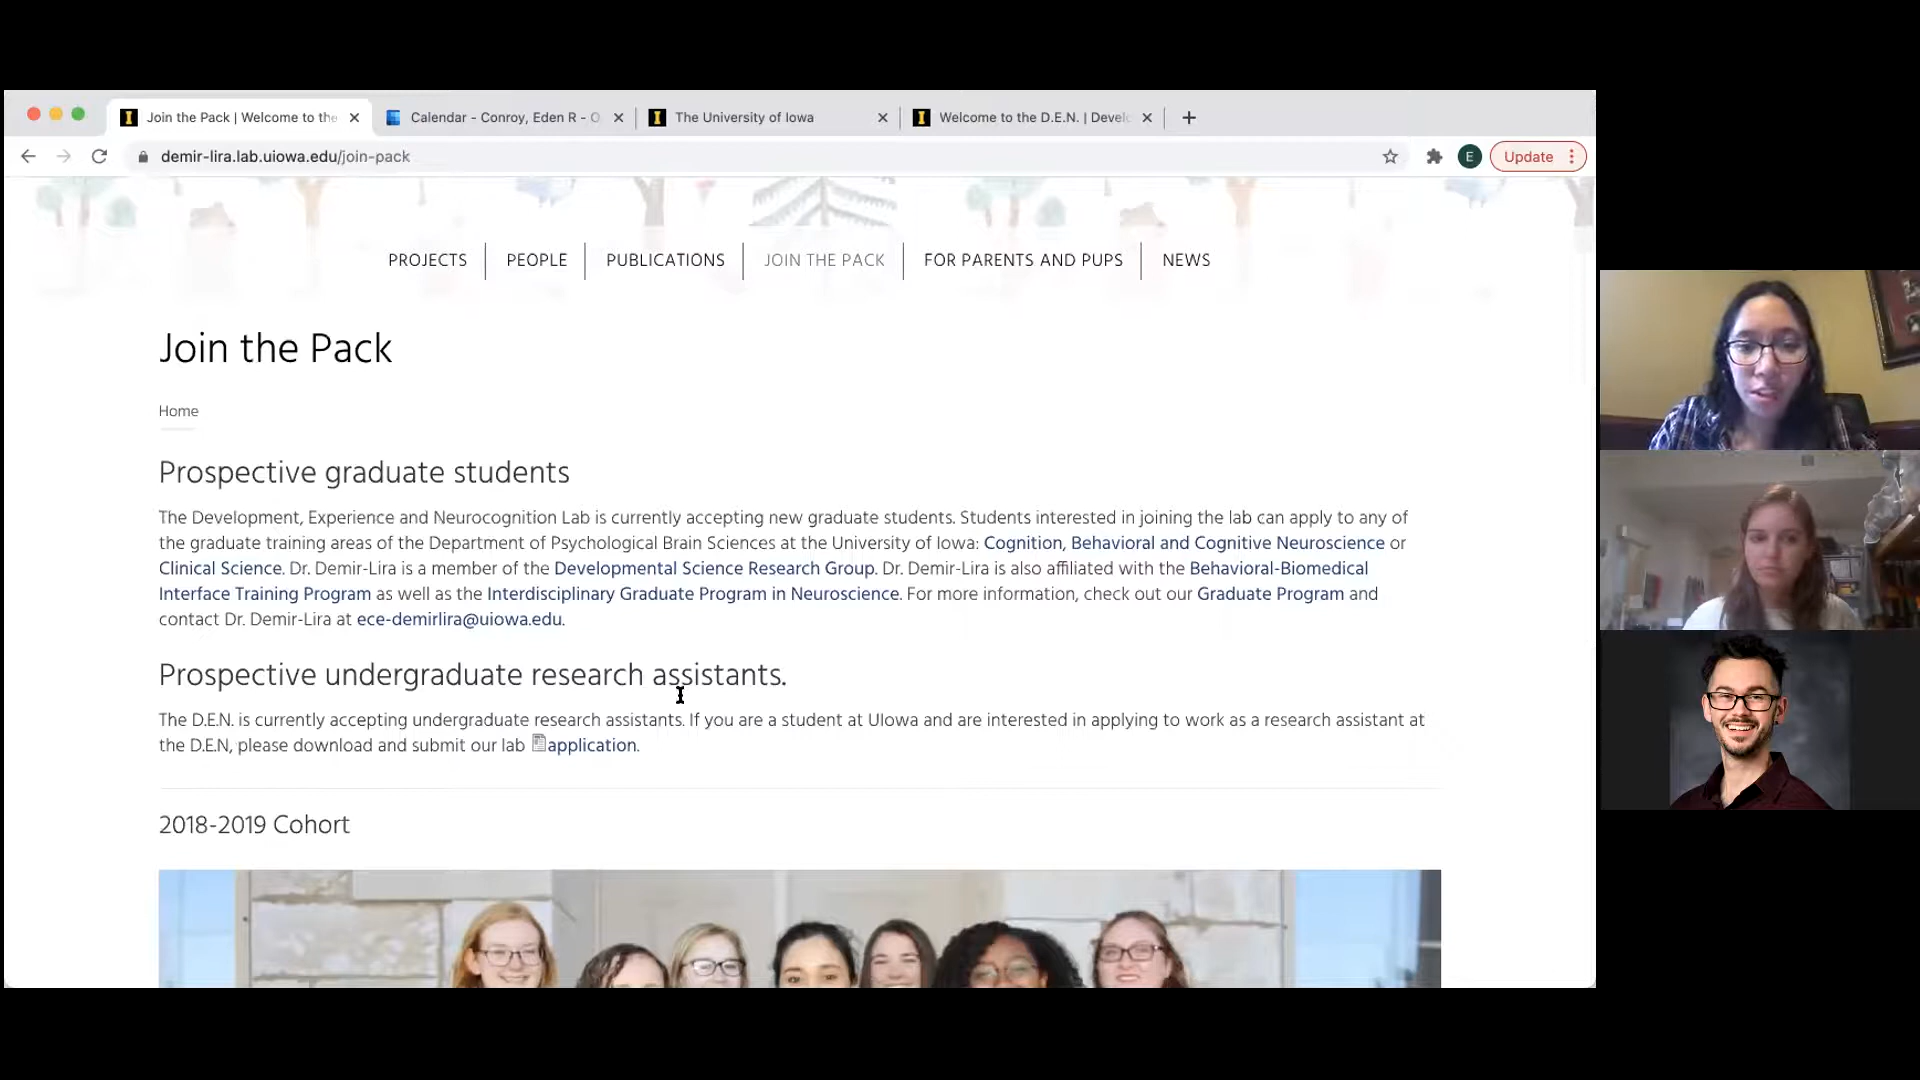 Join the Pack | Welcome to the
Calendar - Conroy, Eden R - O
The University of Iowa
Welcome to the D.E.N. | Devel
demir-lira.lab.uiowa.edu/join-pack
E
Update
PROJECTS
PEOPLE
PUBLICATIONS
JOIN THE PACK
FOR PARENTS AND PUPS
NEWS
Join the Pack
Home
Prospective graduate students
The Development, Experience and Neurocognition Lab is currently accepting new graduate students. Students interested in joining the lab can apply to any of
the graduate training areas of the Department of Psychological Brain Sciences at the University of Iowa: Cognition, Behavioral and Cognitive Neuroscience or
Clinical Science. Dr. Demir-Lira is a member of the Developmental Science Research Group. Dr. Demir-Lira is also affiliated with the Behavioral-Biomedical
Interface Training Program as well as the Interdisciplinary Graduate Program in Neuroscience. For more information, check out our Graduate Program and
contact Dr. Demir-Lira at ece-demirlira@uiowa.edu.
Prospective undergraduate research assistants.
The D.E.N. is currently accepting undergraduate research assistants. If you are a student at UIowa and are interested in applying to work as a research assistant at
the D.E.N, please download and submit our lab application.
2018-2019 Cohort